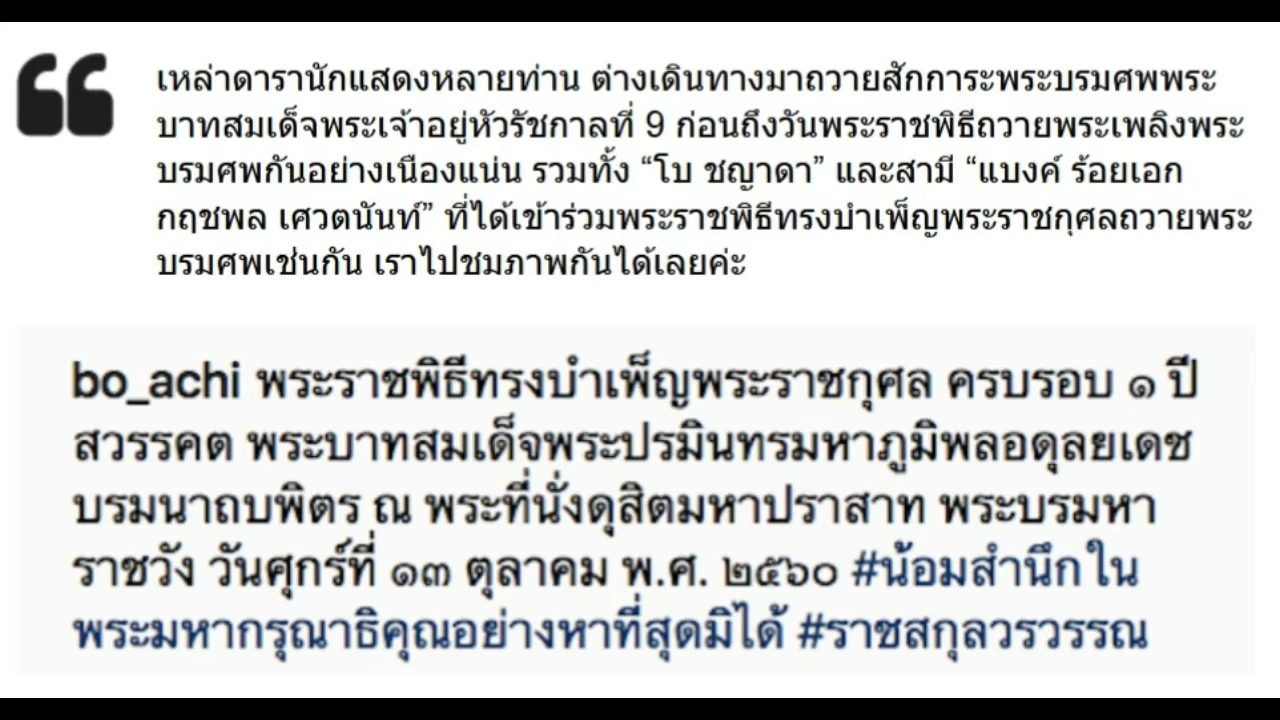 เหล่าดารานักแสดงหลายท่าน ต่างเดินทางมาถวายสักการะพระบรมศพพระ
บาทสมเด็จพระเจ้าอยู่หัวรัชกาลที่ 9 ก่อนถึงวันพระราชพิธีถวายพระเพลิงพระ
บรมศพกันอย่างเนืองแน่น รวมทั้ง “โบ ชญาดา” และสามี “แบงค์ ร้อยเอก
กฤชพล เศวตนันท์” ที่ได้เข้าร่วมพระราชพิธีทรงบำเพ็ญพระราชกุศลถวายพระ
บรมศพเช่นกัน เราไปชมภาพกันได้เลยค่ะ
bo_achi พระราชพิธีทรงบำเพ็ญพระราชกุศล ครบรอบ ๑ ปี
สวรรคต พระบาทสมเด็จพระปรมินทรมหาภูมิพลอดุลยเดช
บรมนาถบพิตร ณ พระที่นั่งดุสิตมหาปราสาท พระบรมมหา
ราชวัง วันศุกร์ที่ ๑๓ ตุลาคม พ.ศ. ๒๕๖๐ #น้อมสำนึกใน
พระมหากรุณาธิคุณอย่างหาที่สุดมิได้ #ราชสกุลวรวรรณ